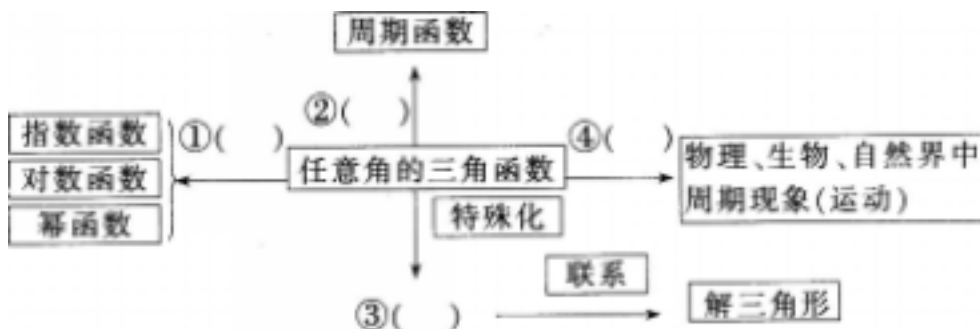 周期函数
②( )
指数函数
①( )
④( )
对数函数
任意角的三角函数
物理、生物、自然界中
周期现象(运动)
幂函数
特殊化
联系
③( )
解三角形